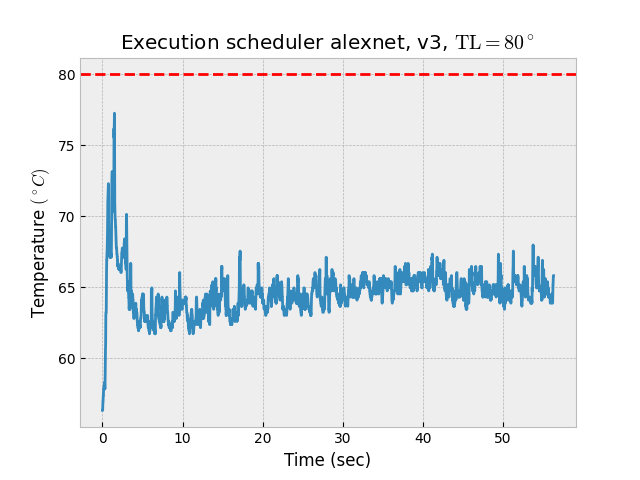 Execution scheduler alexnet, v3, TL = 80°
80
75
70
65
60
Temperature (°C)
0 10 20 30 40 50
Time (sec)